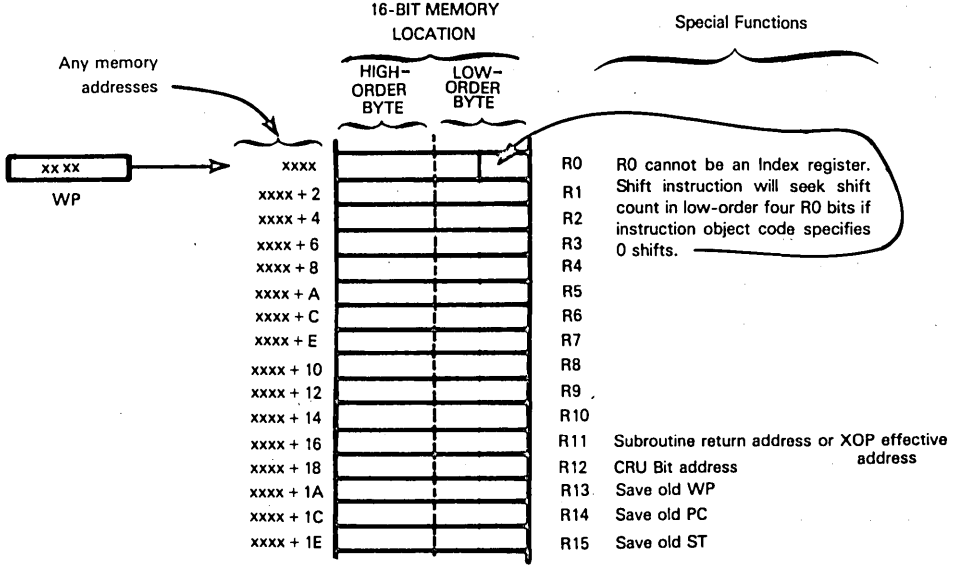 16-BIT MEMORY
LOCATION
Special Functions
Any memory
addresses
HIGH-
ORDER
BYTE
LOW-
ORDER
BYTE
xx xx
WP
xxxx
R0
R0 cannot be an Index register.
Shift instruction will seek shift
count in low-order four R0 bits if
instruction object code specifies
0 shifts.
xxxx + 2
R1
xxxx + 4
R2
xxxx + 6
R3
xxxx + 8
R4
xxxx + A
R5
xxxx + C
R6
xxxx + E
R7
xxxx + 10
R8
xxxx + 12
R9
xxxx + 14
R10
xxxx + 16
R11 Subroutine return address or XOP effective
address
xxxx + 18
R12 CRU Bit address
xxxx + 1A
R13 Save old WP
xxxx + 1C
R14 Save old PC
xxxx + 1E
R15 Save old ST